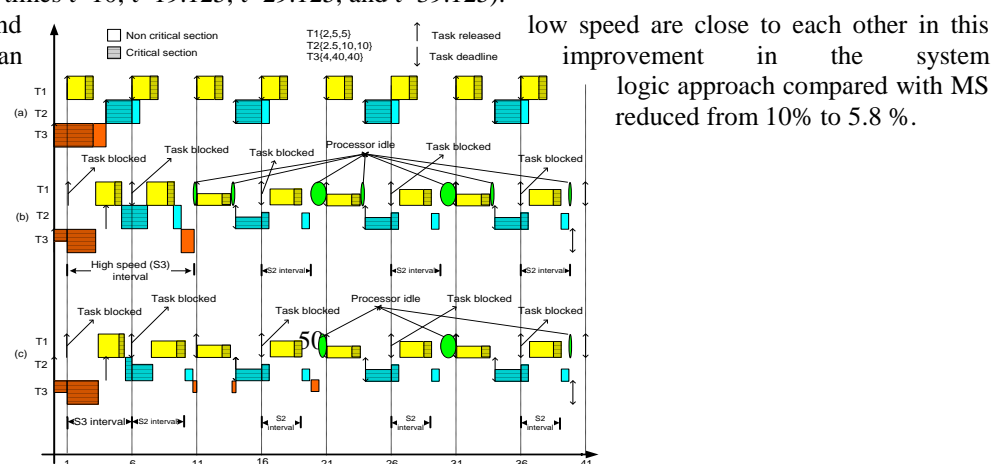 times t=10, t=19.125, t=29.125, and t=39.125).
nd low speed are close to each other in this
an improvement in the system
logic approach compared with MS
reduced from 10% to 5.8 %.
Non critical section
Critical section
T1{2,5,5}
T2{2.5,10,10}
T3{4,40,40}
Task released
Task deadline
T1
(a) T2
T3
Task blocked
Task blocked
Task blocked
Processor idle
Task blocked
Task blocked
T1
(b) T2
T3
High speed (S3)
interval
S2 interval
S2 interval
S2 interval
Task blocked
Task blocked
Task blocked
Processor idle
Task blocked
Task blocked
50
(c) T1
T2
T3
S3 interval
S2 interval
S2
interval
S2
interval
S2
interval
1 6 11 16 21 26 31 36 41